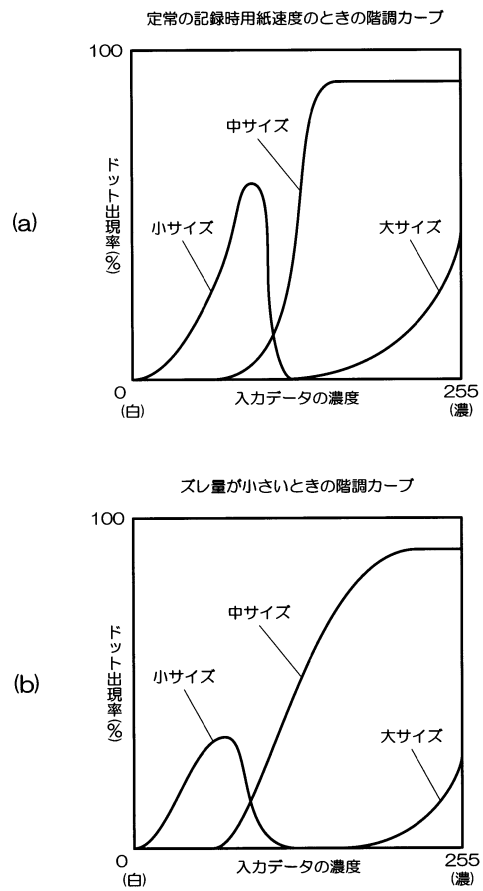 定常の記録時用紙速度のときの階調カーブ
100
中サイズ
小サイズ
大サイズ
ドット出現率(%)
(a)
0
(白)
入力データの濃度
255
(濃)
ズレ量が小さいときの階調カーブ
100
中サイズ
小サイズ
大サイズ
ドット出現率(%)
(b)
0
(白)
入力データの濃度
255
(濃)